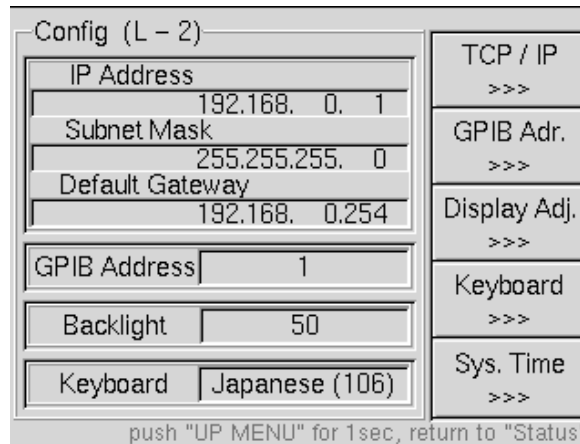 Config (L – 2)
IP Address
192.168. 0. 1
Subnet Mask
255.255.255. 0
Default Gateway
192.168. 0.254
GPIB Address 1
Backlight 50
Keyboard Japanese (106)
TCP / IP
>>>
GPIB Adr.
>>>
Display Adj.
>>>
Keyboard
>>>
Sys. Time
>>>
push "UP MENU" for 1sec, return to "Status